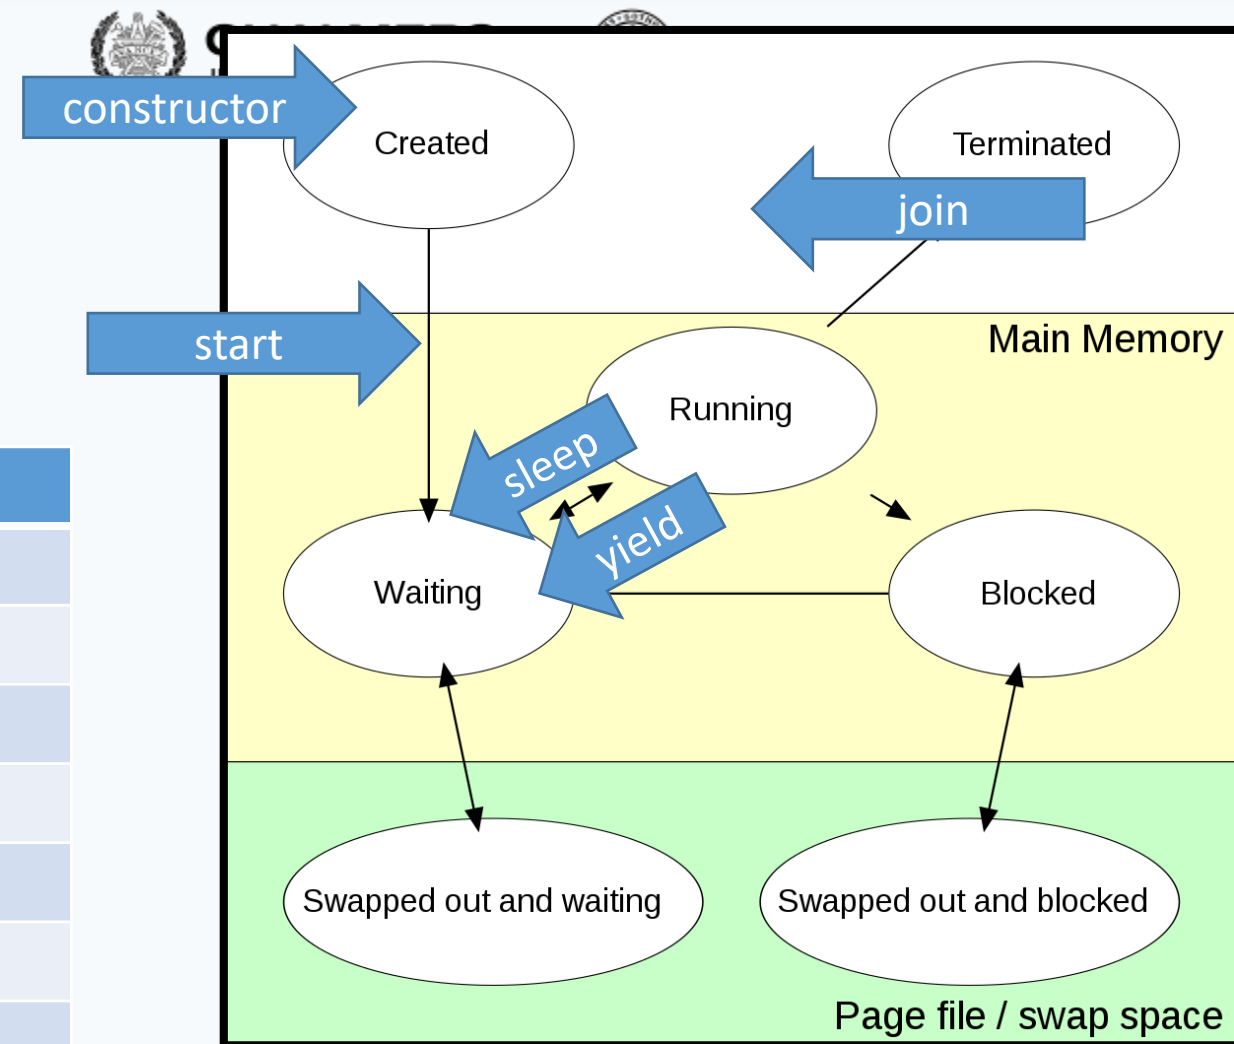 constructor
Created
Terminated
join
start
Main Memory
Running
sleep
yield
Waiting
Blocked
Swapped out and waiting
Swapped out and blocked
Page file / swap space